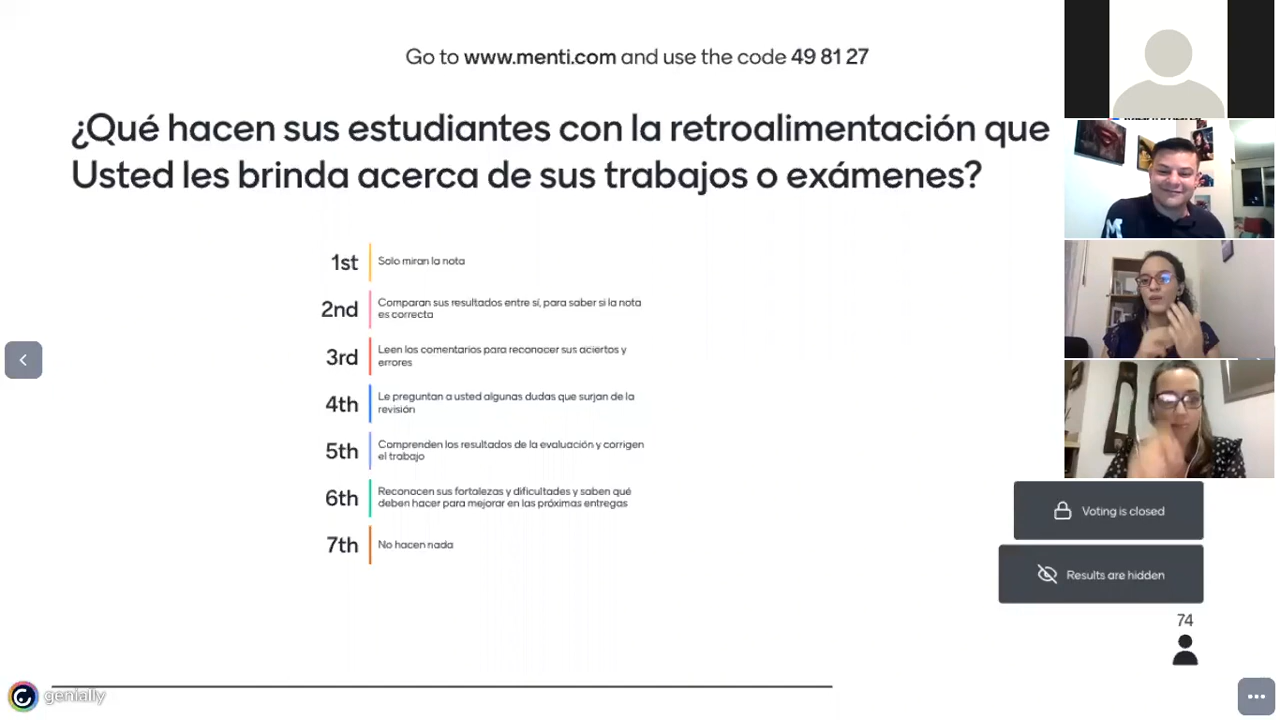 Go to www.menti.com and use the code 49 81 27
¿Qué hacen sus estudiantes con la retroalimentación que
Usted les brinda acerca de sus trabajos o exámenes?
1st
Solo miran la nota
2nd
Comparan sus resultados entre sí, para saber si la nota
es correcta
3rd
Leen los comentarios para reconocer sus aciertos y
errores
4th
Le preguntan a usted algunas dudas que surjan de la
revisión
5th
Comprenden los resultados de la evaluación y corrigen
el trabajo
6th
Reconocen sus fortalezas y dificultades y saben qué
deben hacer para mejorar en las próximas entregas
7th
No hacen nada
Voting is closed
Results are hidden
74
genially